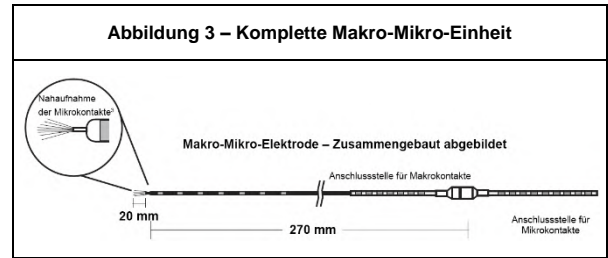 Abbildung 3 – Komplette Makro-Mikro-Einheit
Nahaufnahme
der Mikrokontakte³
Makro-Mikro-Elektrode – Zusammengebaut abgebildet
Anschlussstelle für Makrokontakte
20 mm
270 mm
Anschlussstelle für
Mikrokontakte